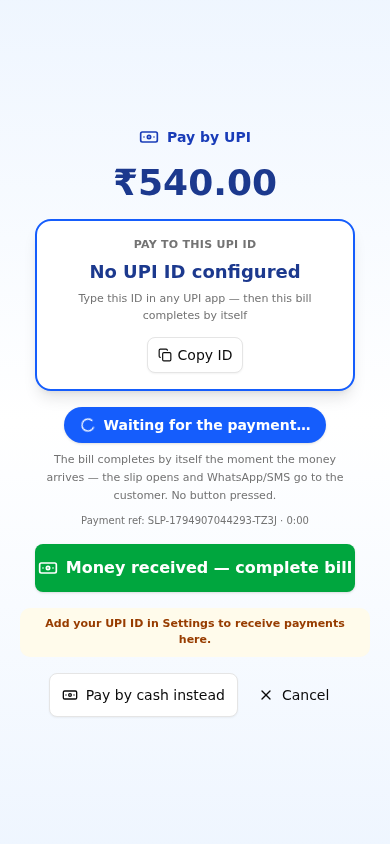 Pay by UPI
₹540.00
PAY TO THIS UPI ID
No UPI ID configured
Type this ID in any UPI app — then this bill
completes by itself
Copy ID
Waiting for the payment...
The bill completes by itself the moment the money
arrives — the slip opens and WhatsApp/SMS go to the
customer. No button pressed.
Payment ref: SLP-1794907044293-TZ3J · 0:00
Money received — complete bill
Add your UPI ID in Settings to receive payments
here.
Pay by cash instead
Cancel